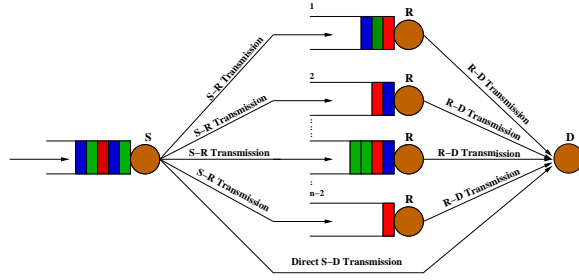 1
R
S–R Transmission
R–D Transmission
2
R
S–R Transmission
R–D Transmission
S
R
D
S–R Transmission
R–D Transmission
S–R Transmission
n–2
R
R–D Transmission
Direct S–D Transmission